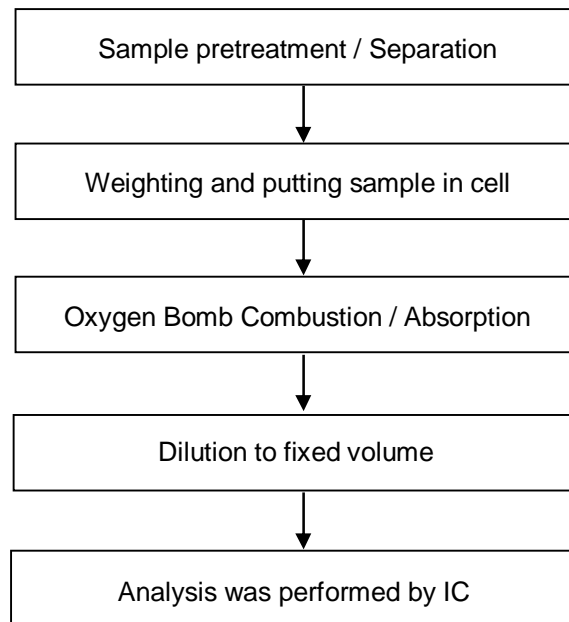 Sample pretreatment / Separation
Weighting and putting sample in cell
Oxygen Bomb Combustion / Absorption
Dilution to fixed volume
Analysis was performed by IC